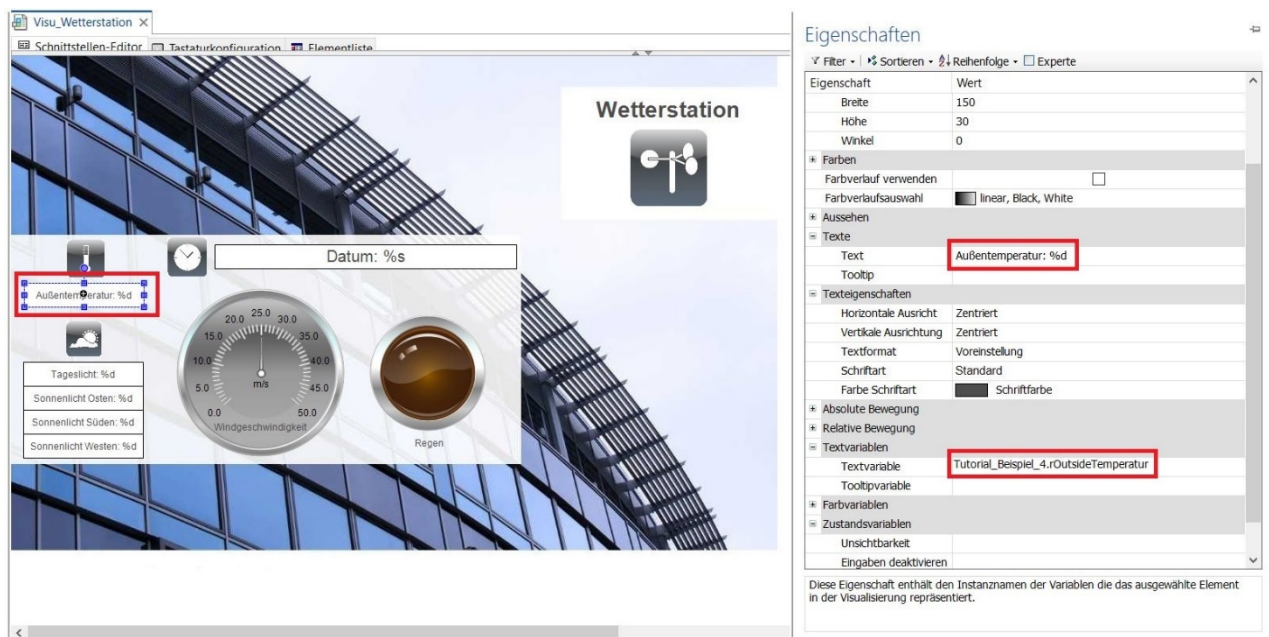 Visu_Wetterstation
Schnittstellen-Editor Tastaturkonfiguration Elementliste
Wetterstation
Datum: %s
Außentemperatur: %d
Tageslicht: %d
Sonnenlicht Osten: %d
Sonnenlicht Süden: %d
Sonnenlicht Westen: %d
0.0 5.0 10.0 15.0 20.0 25.0 30.0 35.0 40.0 45.0 50.0
m/s
Windgeschwindigkeit
Regen
Eigenschaften
Filter Sortieren Reihenfolge Experte
Eigenschaft Wert
Breite 150
Höhe 30
Winkel 0
Farben
Farbverlauf verwenden
Farbverlaufsauswahl linear, Black, White
Aussehen
Texte
Text Außentemperatur: %d
Tooltip
Texteigenschaften
Horizontale Ausricht Zentriert
Vertikale Ausrichtung Zentriert
Textformat Voreinstellung
Schriftart Standard
Farbe Schriftart Schriftfarbe
Absolute Bewegung
Relative Bewegung
Textvariablen
Textvariable Tutorial_Beispiel_4.rOutsideTemperatur
Tooltipvariable
Farbvariablen
Zustandsvariablen
Unsichtbarkeit
Eingaben deaktivieren
Diese Eigenschaft enthält den Instanznamen der Variablen die das ausgewählte Element
in der Visualisierung repräsentiert.